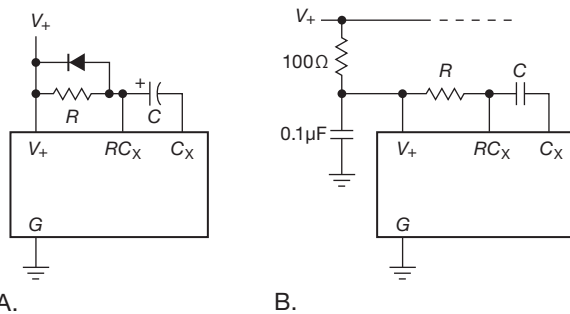 V+
R
+
C
V+
RCX
CX
G
A.
V+
100Ω
0.1µF
R
C
V+
RCX
CX
G
B.